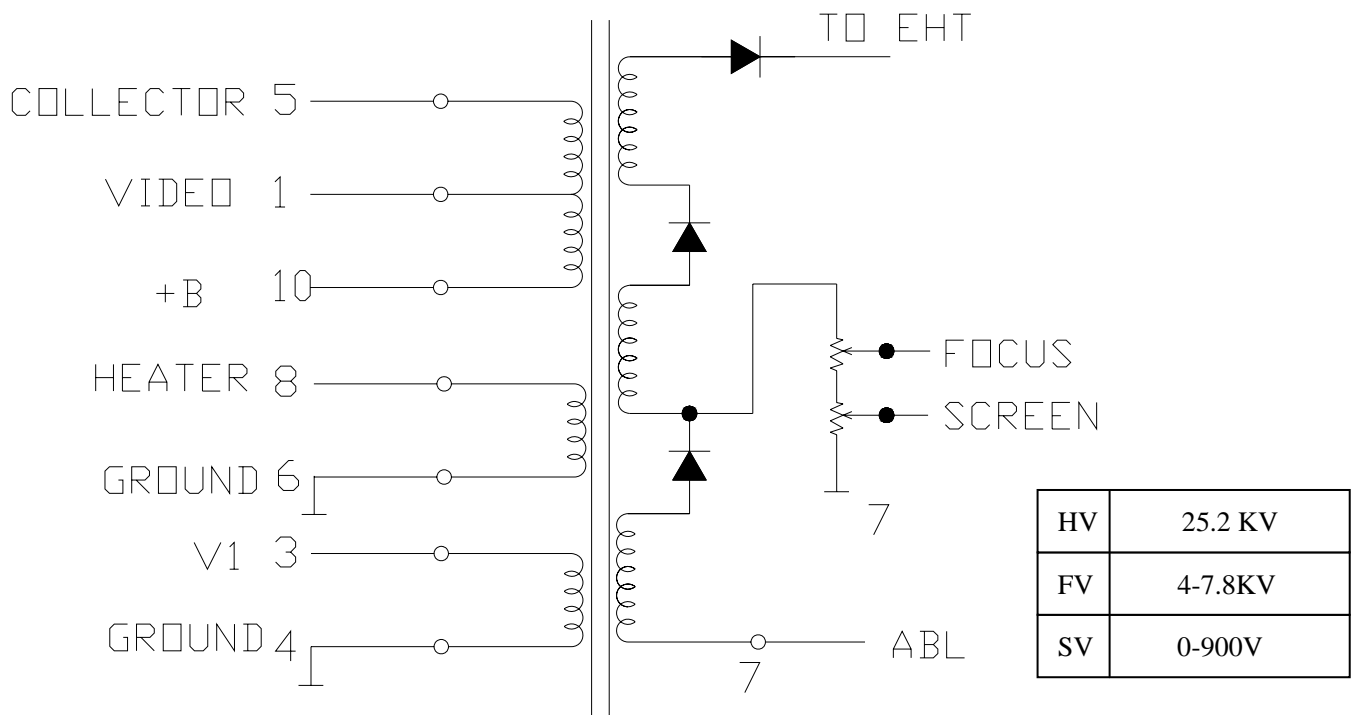 TO EHT
COLLECTOR 5
VIDEO 1
+B 10
HEATER 8
GROUND 6
V1 3
GROUND 4
FOCUS
SCREEN
7
ABL
7
HV 25.2 KV
FV 4-7.8KV
SV 0-900V